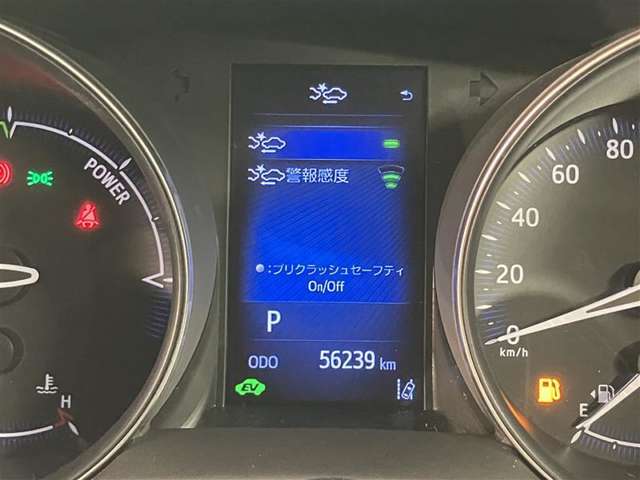 警報感度
●:プリクラッシュセーフティ
On/Off
P
ODO 56239 km
EV
POWER
H
80
60
40
20
0
km/h
E